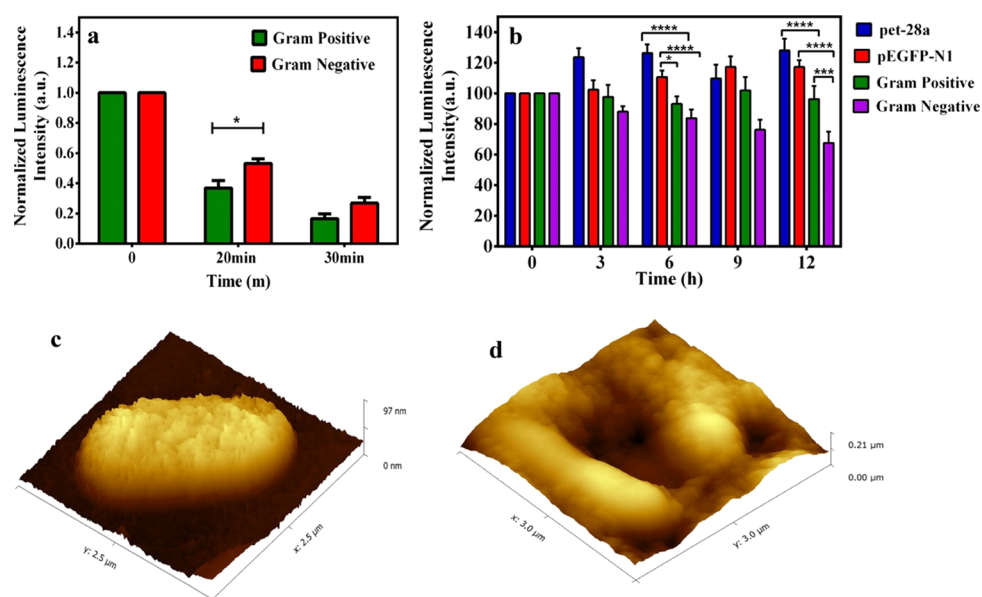 a
Gram Positive
Gram Negative
Normalized Luminescence
Intensity (a.u.)
1.4
1.2
1.0
0.8
0.6
0.4
0.2
0.0
*
0 20min 30min
Time (m)
b
pet-28a
pEGFP-N1
Gram Positive
Gram Negative
Normalized Luminescence
Intensity(a.u.)
140
120
100
80
60
40
20
0
****
****
*
****
****
***
0 3 6 9 12
Time (h)
c
97 nm
0 nm
y: 2.5 µm
x: 2.5 µm
d
0.21 µm
0.00 µm
x: 3.0 µm
y: 3.0 µm